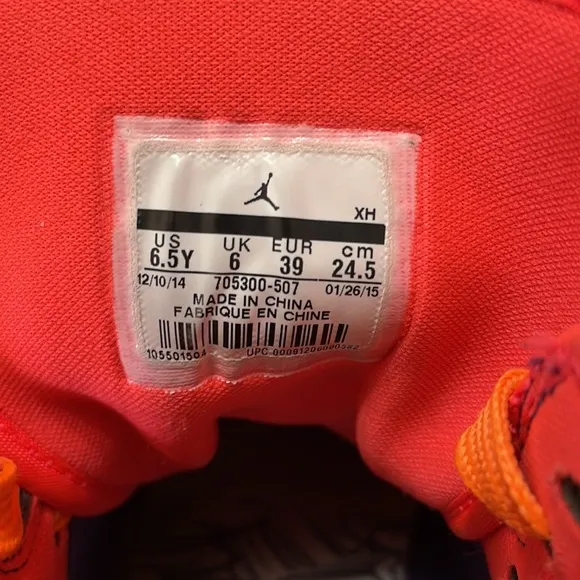 XH
US UK EUR cm
6.5Y 6 39 24.5
12/10/14 705300-507 01/26/15
MADE IN CHINA
FABRIQUE EN CHINE